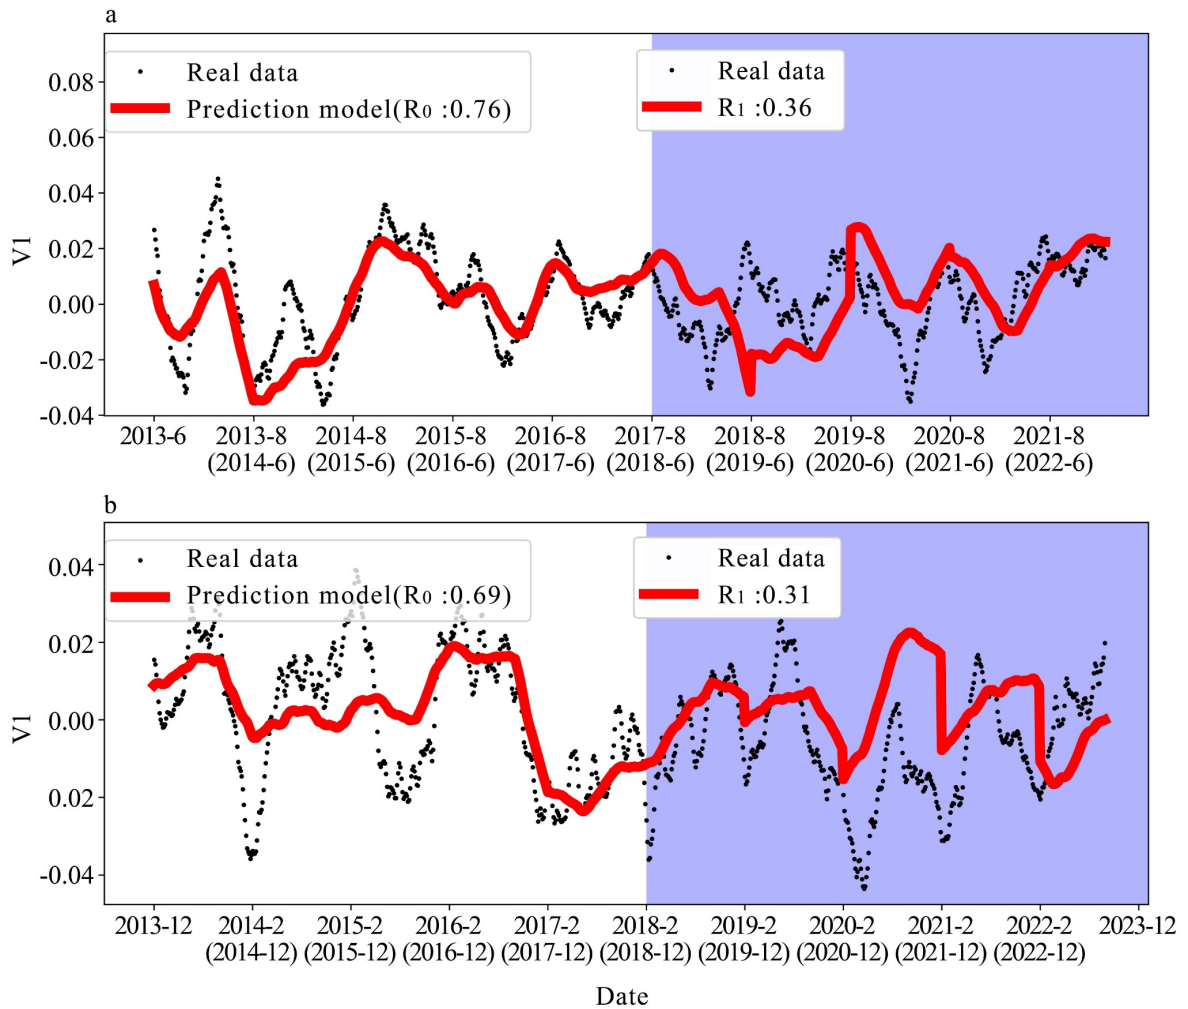 a
Real data
Prediction model(R₀ :0.76)
Real data
R₁ :0.36
0.08
0.06
0.04
0.02
0.00
-0.02
-0.04
V1
2013-6 2013-8 2014-8 2015-8 2016-8 2017-8 2018-8 2019-8 2020-8 2021-8
(2014-6) (2015-6) (2016-6) (2017-6) (2018-6) (2019-6) (2020-6) (2021-6) (2022-6)
b
Real data
Prediction model(R₀ :0.69)
Real data
R₁ :0.31
0.04
0.02
0.00
0.02
-0.04
V1
2013-12 2014-2 2015-2 2016-2 2017-2 2018-2 2019-2 2020-2 2021-2 2022-2 2023-12
(2014-12) (2015-12) (2016-12) (2017-12) (2018-12) (2019-12) (2020-12) (2021-12) (2022-12)
Date